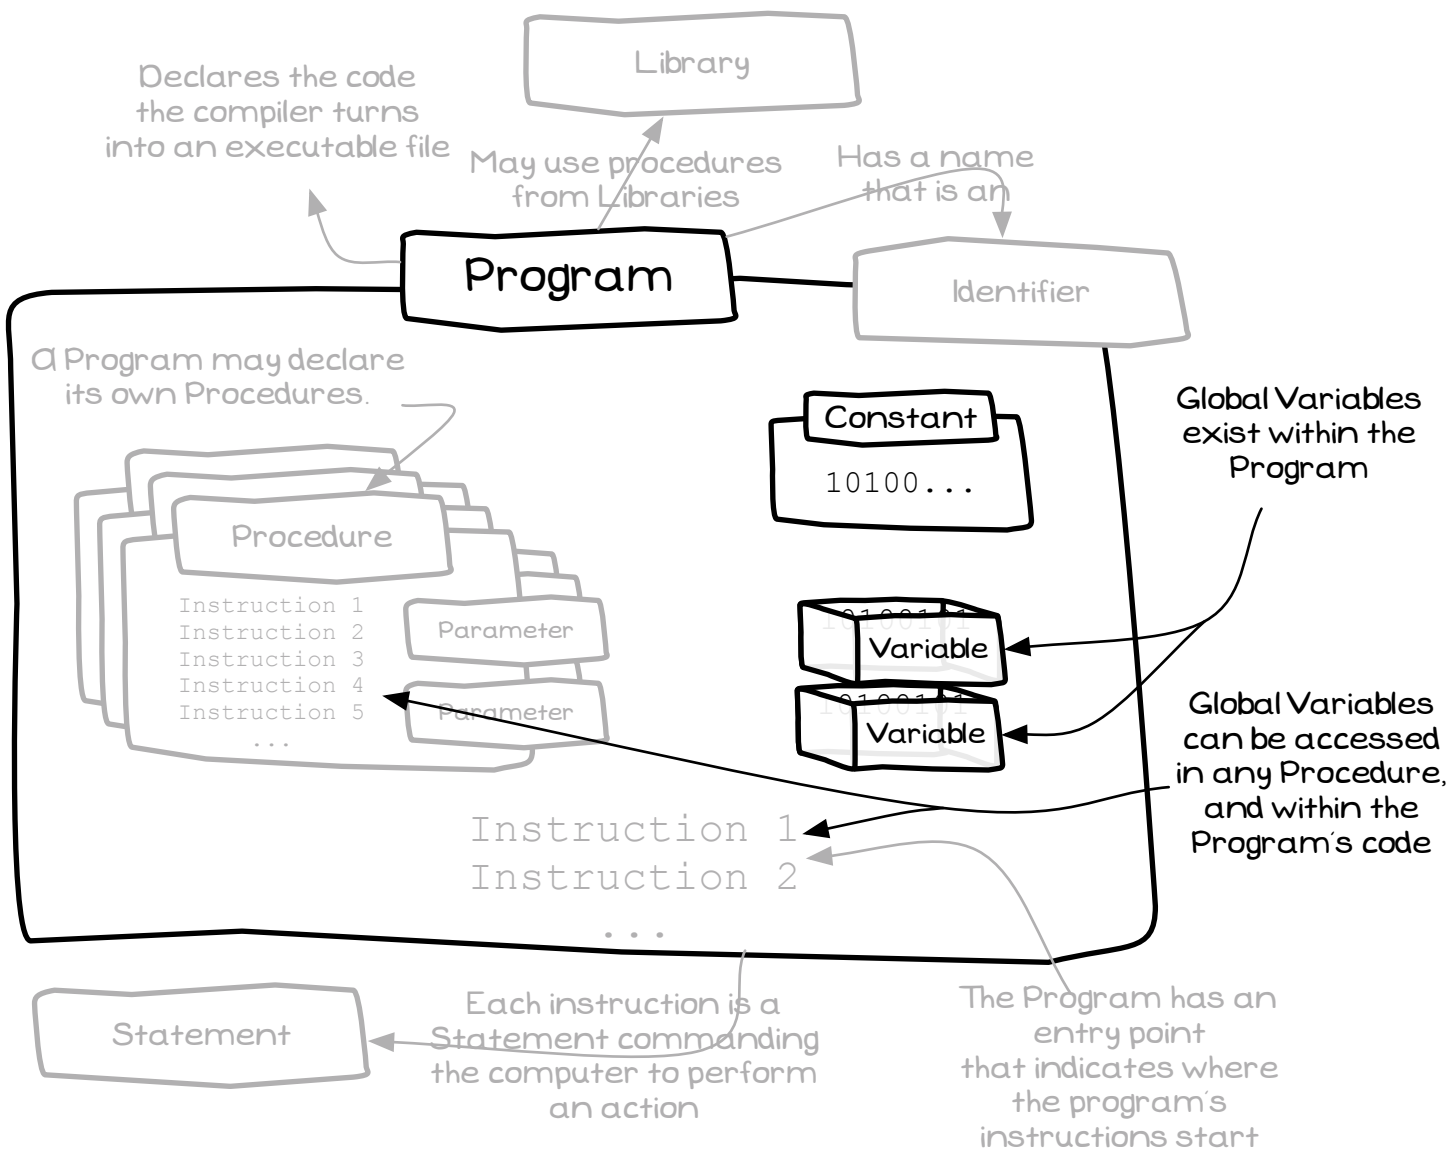 Library
Declares the code
the compiler turns
into an executable file
May use procedures
from Libraries
Has a name
that is an
Program
Identifier
A Program may declare
its own Procedures.
Global Variables
exist within the
Program
Constant
10100...
Procedure
Instruction 1
Instruction 2
Instruction 3
Instruction 4
Instruction 5
...
Parameter
Parameter
10100101
Variable
10100101
Variable
Global Variables
can be accessed
in any Procedure,
and within the
Program's code
Instruction 1
Instruction 2
...
Statement
Each instruction is a
Statement commanding
the computer to perform
an action
The Program has an
entry point
that indicates where
the program's
instructions start